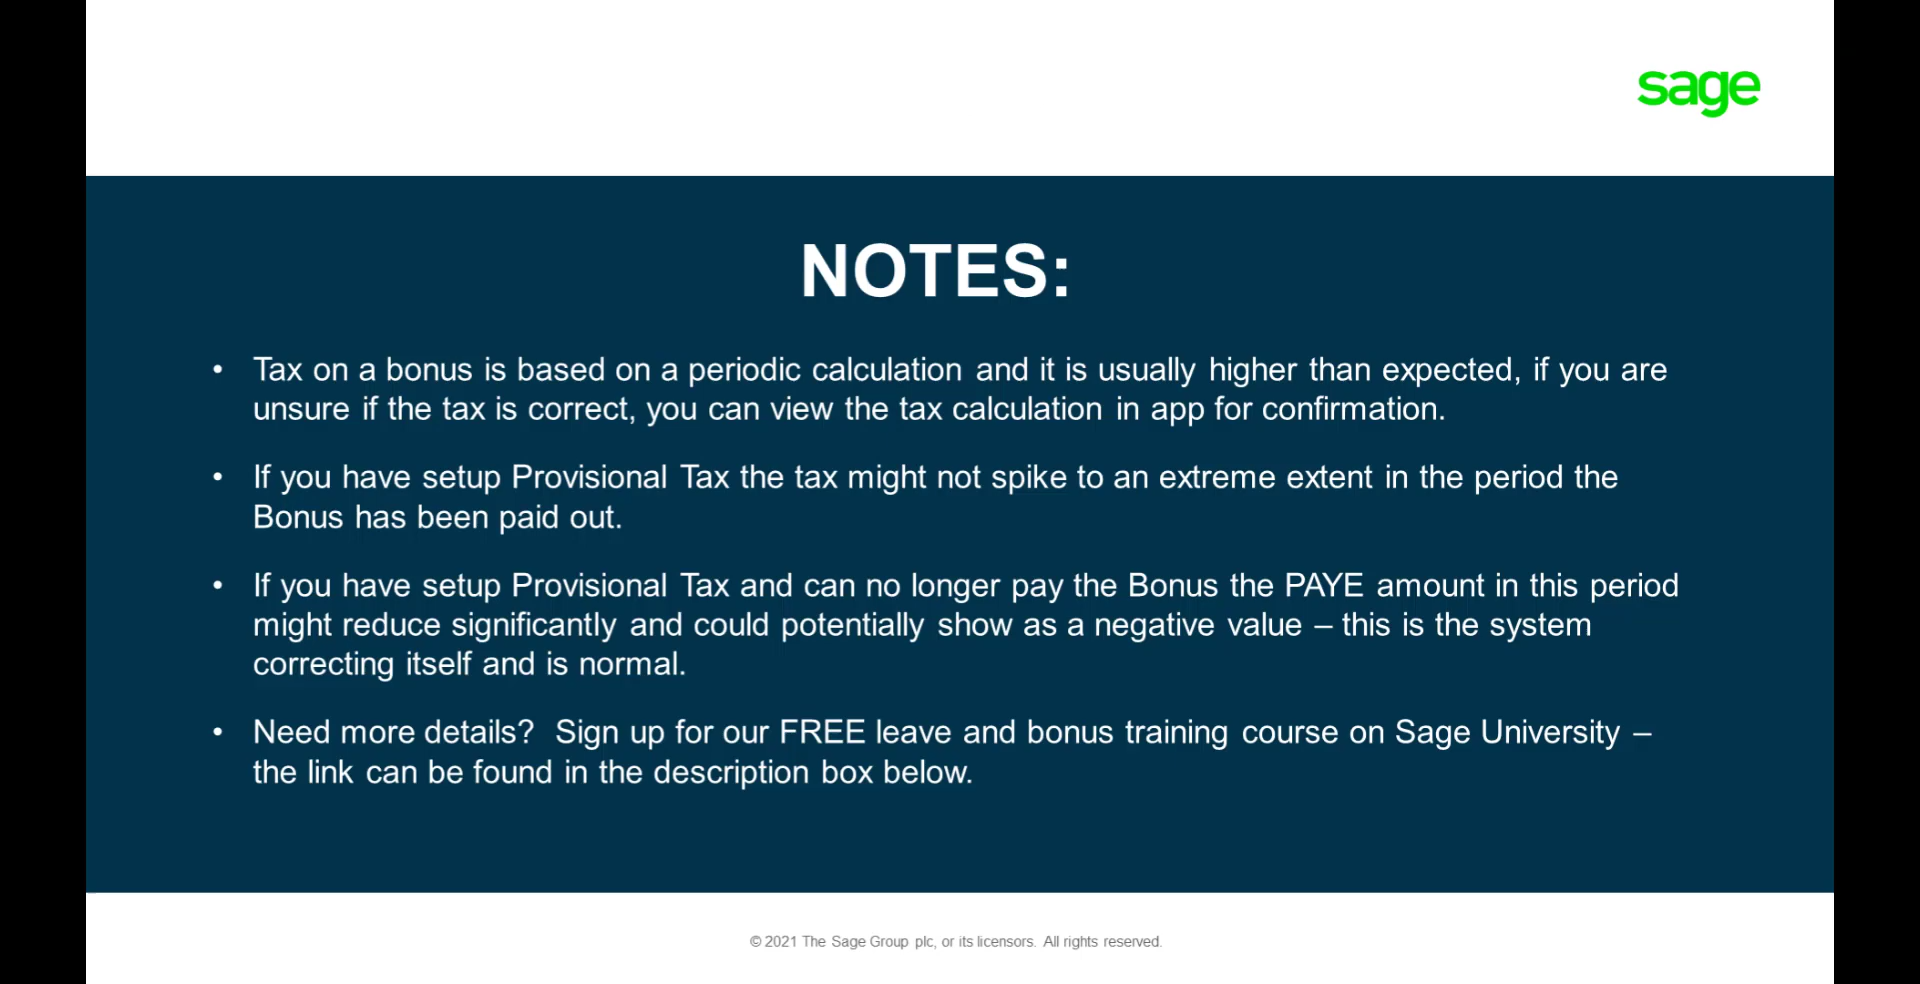 sage
NOTES:
• Tax on a bonus is based on a periodic calculation and it is usually higher than expected, if you are
unsure if the tax is correct, you can view the tax calculation in app for confirmation.
• If you have setup Provisional Tax the tax might not spike to an extreme extent in the period the
Bonus has been paid out.
• If you have setup Provisional Tax and can no longer pay the Bonus the PAYE amount in this period
might reduce significantly and could potentially show as a negative value – this is the system
correcting itself and is normal.
• Need more details? Sign up for our FREE leave and bonus training course on Sage University –
the link can be found in the description box below.
© 2021 The Sage Group plc, or its licensors. All rights reserved.